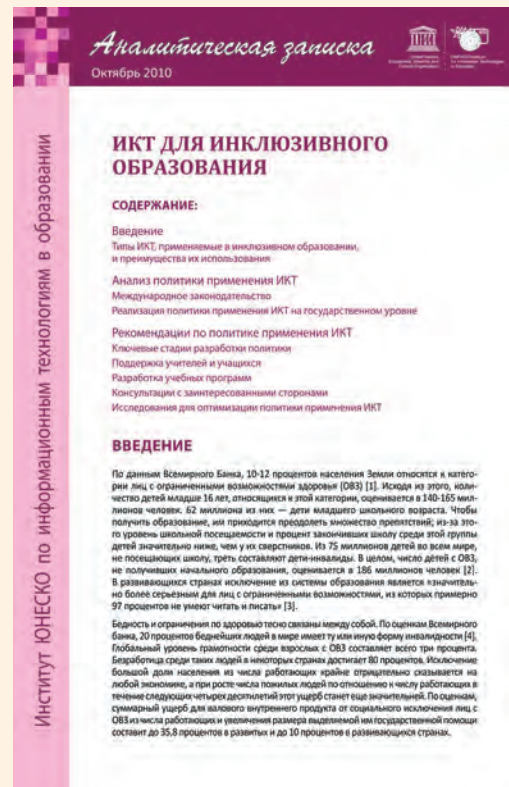 Аналитическая записка
Октябрь 2010
Институт ЮНЕСКО по информационным технологиям в образовании
ИКТ ДЛЯ ИНКЛЮЗИВНОГО
ОБРАЗОВАНИЯ
СОДЕРЖАНИЕ:
Введение
Типы ИКТ, применяемые в инклюзивном образовании,
и преимущества их использования
Анализ политики применения ИКТ
Международное законодательство
Реализация политики применения ИКТ на государственном уровне
Рекомендации по политике применения ИКТ
Ключевые стадии разработки политики
Поддержка учителей и учащихся
Разработка учебных программ
Консультации с заинтересованными сторонами
Исследования для оптимизации политики применения ИКТ
ВВЕДЕНИЕ
По данным Всемирного Банка, 10-12 процентов населения Земли относятся к катего-
рии лиц с ограниченными возможностями здоровья (ОВЗ) [1]. Исходя из этого, коли-
чество детей младше 16 лет, относящихся к этой категории, оценивается в 140-165 мил-
лионов человек. 62 миллиона из них — дети младшего школьного возраста. Чтобы
получить образование, им приходится преодолеть множество препятствий; из-за это-
го уровень школьной посещаемости и процент закончивших школу среди этой группы
детей значительно ниже, чем у их сверстников. Из 75 миллионов детей во всем мире,
не посещающих школу, треть составляют дети-инвалиды. В целом, число детей с ОВЗ,
не получивших начального образования, оценивается в 186 миллионов человек [2].
В развивающихся странах исключение из системы образования является «значитель-
но более серьезным для лиц с ограниченными возможностями, из которых примерно
97 процентов не умеют читать и писать» [3].
Бедность и ограничения по здоровью тесно связаны между собой. По оценкам Всемирного
банка, 20 процентов беднейших людей в мире имеет ту или иную форму инвалидности [4].
Глобальный уровень грамотности среди взрослых с ОВЗ составляет всего три процента.
Безработица среди таких людей в некоторых странах достигает 80 процентов. Исключение
большой доли населения из числа работающих крайне отрицательно сказывается на
любой экономике, а при росте числа пожилых людей по отношению к числу работающих в
течение следующих четырех десятилетий этот ущерб станет еще значительней. По оценкам,
суммарный ущерб для валового внутреннего продукта от социального исключения лиц с
ОВЗ из числа работающих и увеличения размера выделяемой им государственной помощи
составит до 35,8 процентов в развитых и до 10 процентов в развивающихся странах.